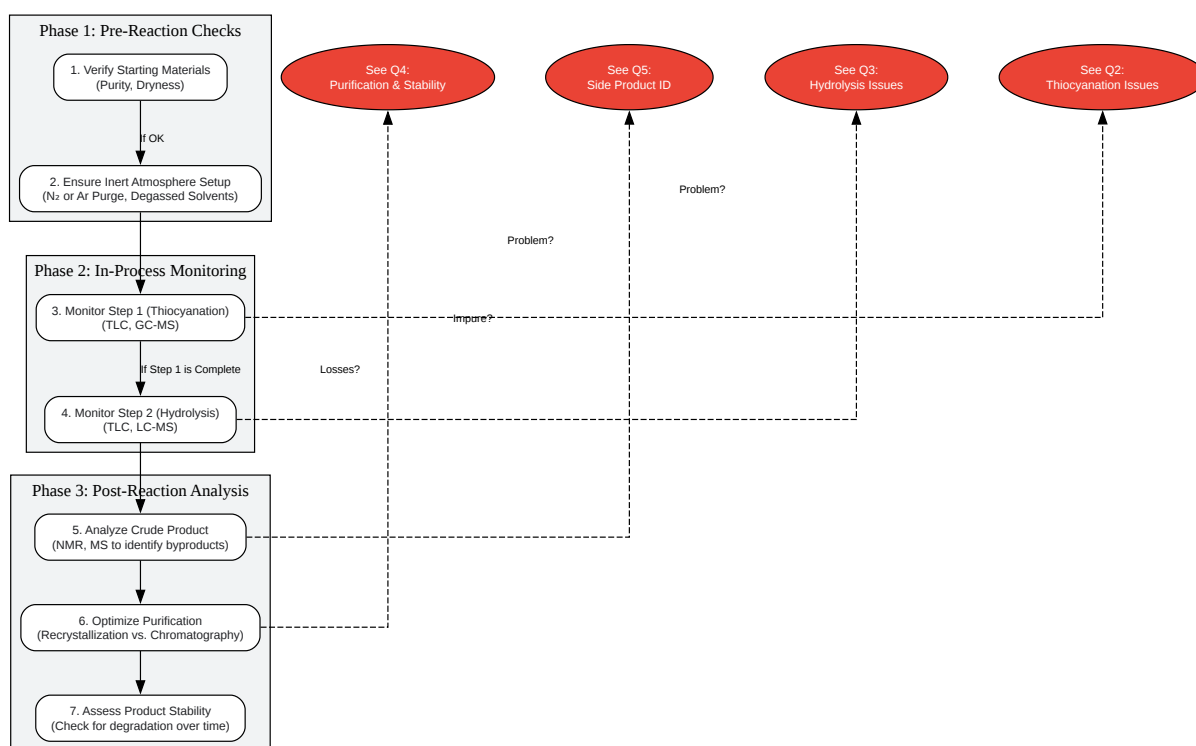 Phase 1: Pre-Reaction Checks
1. Verify Starting Materials
(Purity, Dryness)
If OK
2. Ensure Inert Atmosphere Setup
(N₂ or Ar Purge, Degassed Solvents)
See Q4:
Purification & Stability
See Q5:
Side Product ID
See Q3:
Hydrolysis Issues
See Q2:
Thiocyanation Issues
Problem?
Problem?
Impure?
Losses?
Phase 2: In-Process Monitoring
3. Monitor Step 1 (Thiocyanation)
(TLC, GC-MS)
If Step 1 is Complete
4. Monitor Step 2 (Hydrolysis)
(TLC, LC-MS)
Phase 3: Post-Reaction Analysis
5. Analyze Crude Product
(NMR, MS to identify byproducts)
6. Optimize Purification
(Recrystallization vs. Chromatography)
7. Assess Product Stability
(Check for degradation over time)